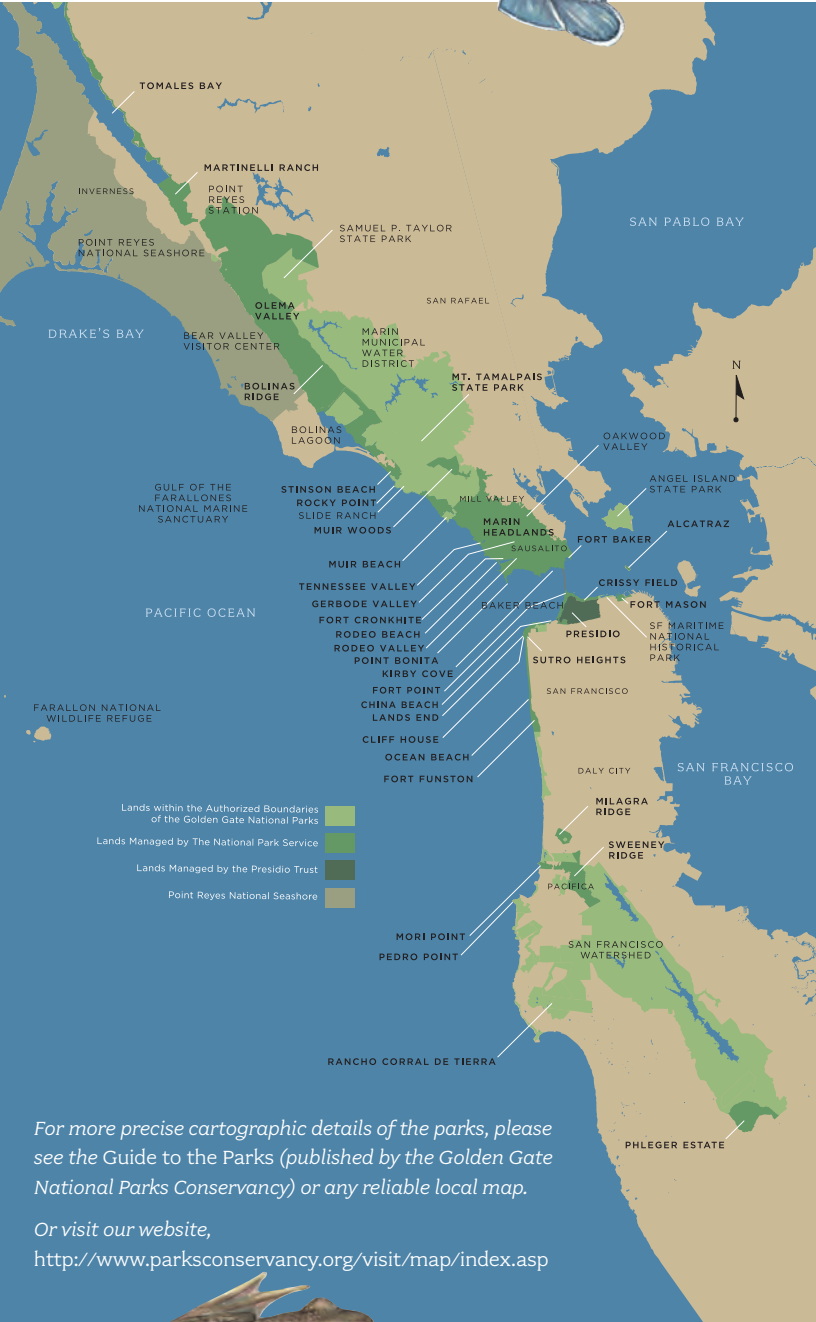 TOMALES BAY
MARTINELLI RANCH
INVERNESS
POINT
REYES
STATION
SAN PABLO BAY
SAMUEL P. TAYLOR
STATE PARK
POINT REYES
NATIONAL SEASHORE
SAN RAFAEL
OLEMA
VALLEY
DRAKE'S BAY
BEAR VALLEY
VISITOR CENTER
MARIN
MUNICIPAL
WATER
DISTRICT
N
MT. TAMALPAIS
STATE PARK
BOLINAS
RIDGE
BOLINAS
LAGOON
OAKWOOD
VALLEY
GULF OF THE
FARALLONES
NATIONAL MARINE
SANCTUARY
STINSON BEACH
ROCKY POINT
SLIDE RANCH
MUIR WOODS
MILL VALLEY
ANGEL ISLAND
STATE PARK
MARIN
HEADLANDS
ALCATRAZ
SAUSALITO
FORT BAKER
MUIR BEACH
TENNESSEE VALLEY
GERBODE VALLEY
FORT CRONKHITE
RODEO BEACH
RODEO VALLEY
POINT BONITA
KIRBY COVE
FORT POINT
CHINA BEACH
LANDS END
CLIFF HOUSE
OCEAN BEACH
FORT FUNSTON
CRISSY FIELD
BAKER BEACH
FORT MASON
PACIFIC OCEAN
PRESIDIO
SF MARITIME
NATIONAL
HISTORICAL
PARK
SUTRO HEIGHTS
SAN FRANCISCO
FARALLON NATIONAL
WILDLIFE REFUGE
DALY CITY
SAN FRANCISCO
BAY
Lands within the Authorized Boundaries
of the Golden Gate National Parks
Lands Managed by The National Park Service
Lands Managed by the Presidio Trust
Point Reyes National Seashore
MILAGRA
RIDGE
SWEENEY
RIDGE
PACIFICA
MORI POINT
PEDRO POINT
SAN FRANCISCO
WATERSHED
RANCHO CORRAL DE TIERRA
PHLEGER ESTATE
For more precise cartographic details of the parks, please
see the Guide to the Parks (published by the Golden Gate
National Parks Conservancy) or any reliable local map.
Or visit our website,
http://www.parksconservancy.org/visit/map/index.asp